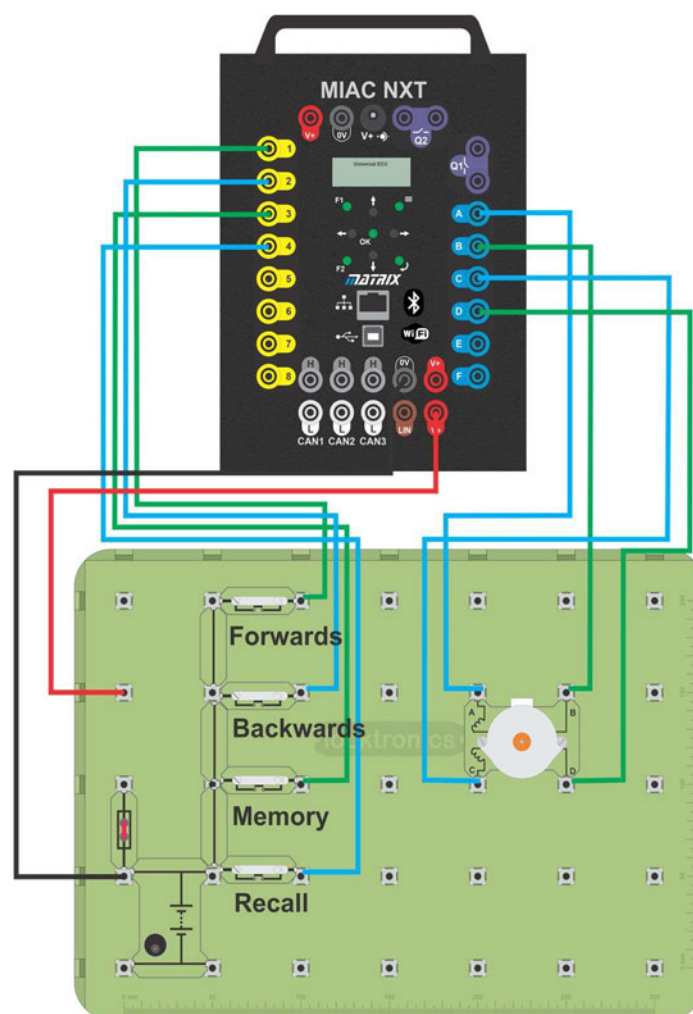 MIAC NXT
V+
0V
V+
Q2
Q1
Universal ECU
1
2
3
4
5
6
7
8
A
B
C
D
E
F
F1
OK
F2
MATRIX
WiFi
H
H
H
0V
V+
L
L
L
LIN
CAN1 CAN2 CAN3
Forwards
Backwards
Memory
Recall
locktronics
A
B
C
D